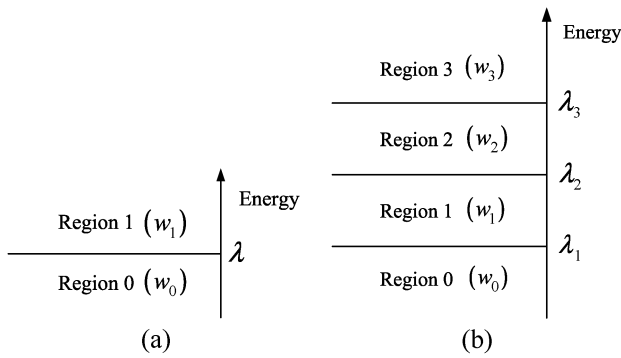 Energy
Region 1 (w₁)
λ
Region 0 (w₀)
(a)
Energy
Region 3 (w₃)
λ₃
Region 2 (w₂)
λ₂
Region 1 (w₁)
λ₁
Region 0 (w₀)
(b)